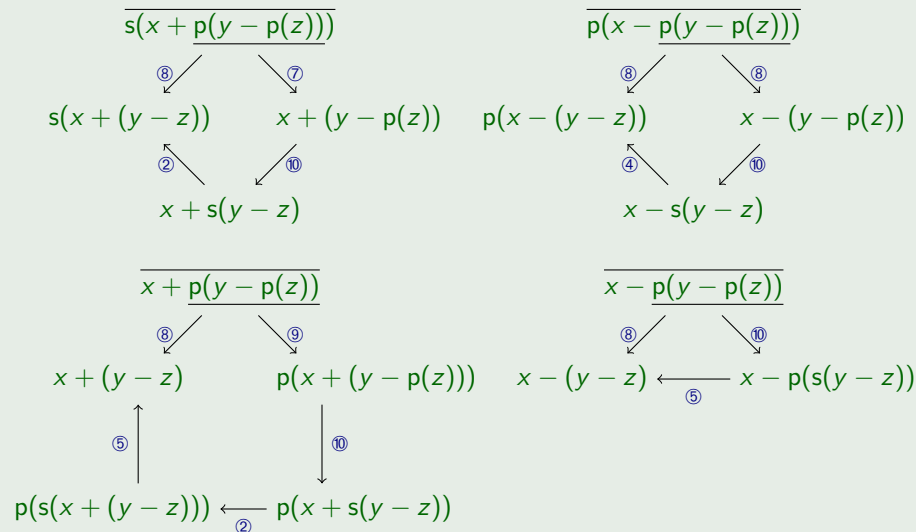 s(x + p(y − p(z))) p(x − p(y − p(z)))
⑧ ⑦ ⑧ ⑧
s(x + (y − z)) x + (y − p(z)) p(x − (y − z)) x − (y − p(z))
② ⑩ ④ ⑩
x + s(y − z) x − s(y − z)
x + p(y − p(z)) x − p(y − p(z))
⑧ ⑨ ⑧ ⑩
x + (y − z) p(x + (y − p(z))) x − (y − z) x − p(s(y − z))
⑤
⑤ ⑩
p(s(x + (y − z))) p(x + s(y − z))
②